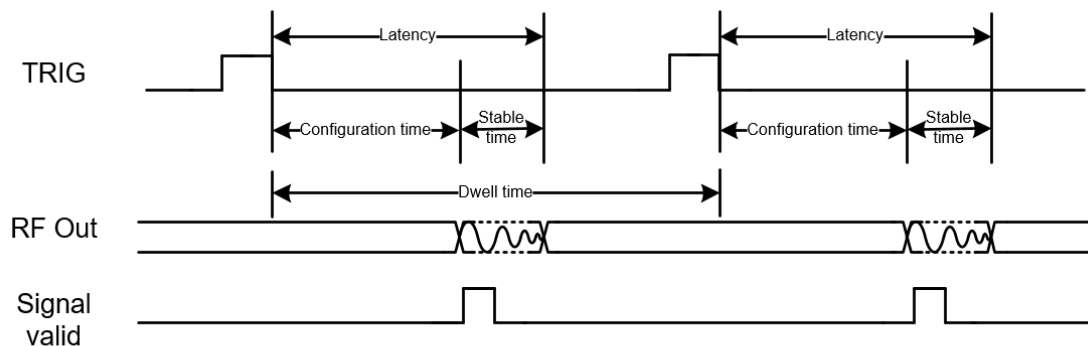 Latency
Latency
TRIG
Configuration time
Stable
time
Configuration time
Stable
time
Dwell time
RF Out
Signal
valid